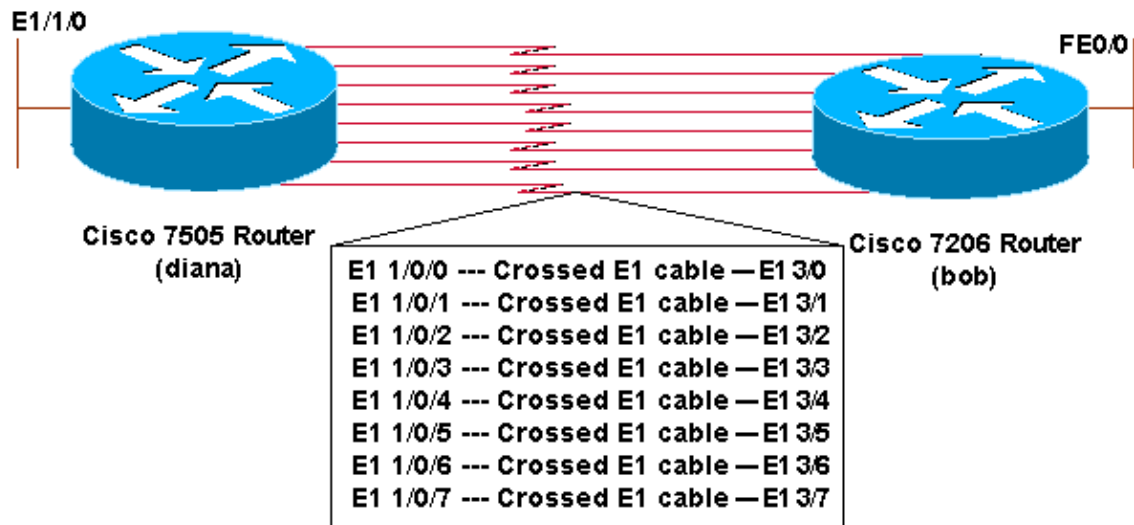 E1/1/0
FE0/0
Cisco 7505 Router
(diana)
Cisco 7206 Router
(bob)
E1 1/0/0 --- Crossed E1 cable — E1 3/0
E1 1/0/1 --- Crossed E1 cable — E1 3/1
E1 1/0/2 --- Crossed E1 cable — E1 3/2
E1 1/0/3 --- Crossed E1 cable — E1 3/3
E1 1/0/4 --- Crossed E1 cable — E1 3/4
E1 1/0/5 --- Crossed E1 cable — E1 3/5
E1 1/0/6 --- Crossed E1 cable — E1 3/6
E1 1/0/7 --- Crossed E1 cable — E1 3/7